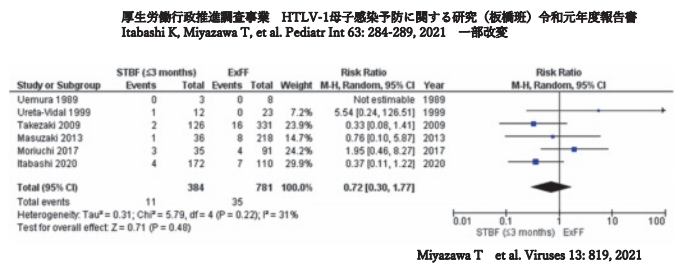 厚生労働行政推進調査事業 HTLV-1母子感染予防に関する研究（板橋班）令和元年度報告書
Itabashi K, Miyazawa T, et al. Pediatr Int 63: 284-289, 2021 一部改変
STBF (≤3 months) ExFF Risk Ratio Risk Ratio
Study or Subgroup Events Total Events Total Weight M-H, Random, 95% CI Year M-H, Random, 95% CI
Uemura 1989 0 3 0 8 Not estimable 1989
Ureta-Vidal 1999 1 12 0 23 7.2% 5.54 [0.24, 126.51] 1999
Takezaki 2009 2 126 16 331 23.9% 0.33 [0.08, 1.41] 2009
Masuzaki 2013 1 36 8 218 14.5% 0.76 [0.10, 5.87] 2013
Moriuchi 2017 3 35 4 91 24.2% 1.95 [0.46, 8.27] 2017
Itabashi 2020 4 172 7 110 29.9% 0.37 [0.11, 1.22] 2020
Total (95% CI) 384 781 100.0% 0.72 [0.30, 1.77]
Total events 11 35
Heterogeneity: Tau² = 0.31; Chi² = 5.79, df = 4 (P = 0.22); I² = 31%
Test for overall effect: Z = 0.71 (P = 0.48)
0.01 0.1 1 10 100
STBF (≤3 months) ExFF
Miyazawa T et al. Viruses 13: 819, 2021